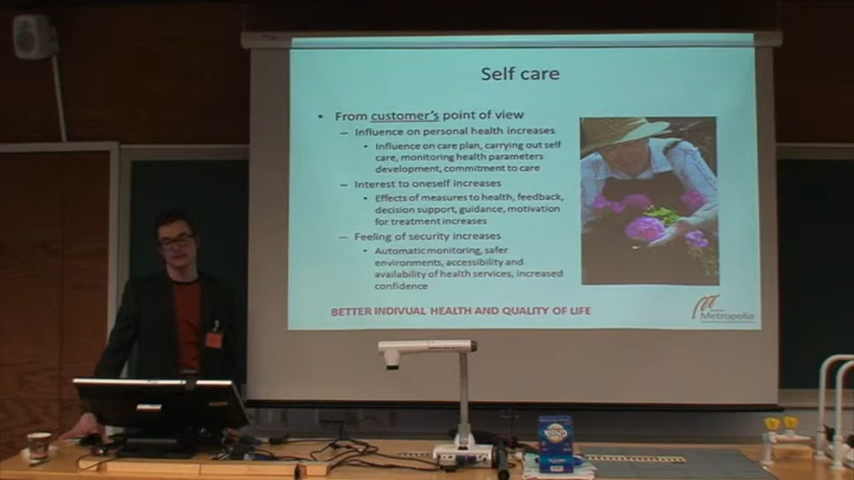 Self care
• From customer's point of view
– Influence on personal health increases
• Influence on care plan, carrying out self
care, monitoring health parameters
development, commitment to care
– Interest to oneself increases
• Effects of measures to health, feedback,
decision support, guidance, motivation
for treatment increases
– Feeling of security increases
• Automatic monitoring, safer
environments, accessibility and
availability of health services, increased
confidence
BETTER INDIVUAL HEALTH AND QUALITY OF LIFE
Metropolia